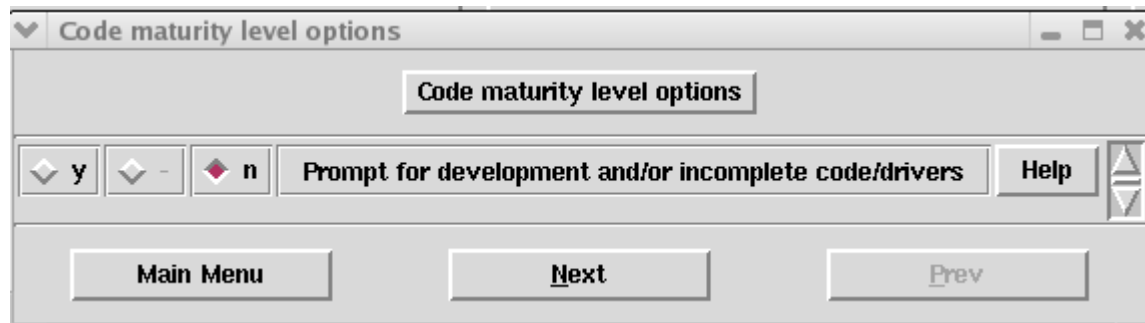 Code maturity level options
Code maturity level options
y - n Prompt for development and/or incomplete code/drivers Help
Main Menu Next Prev